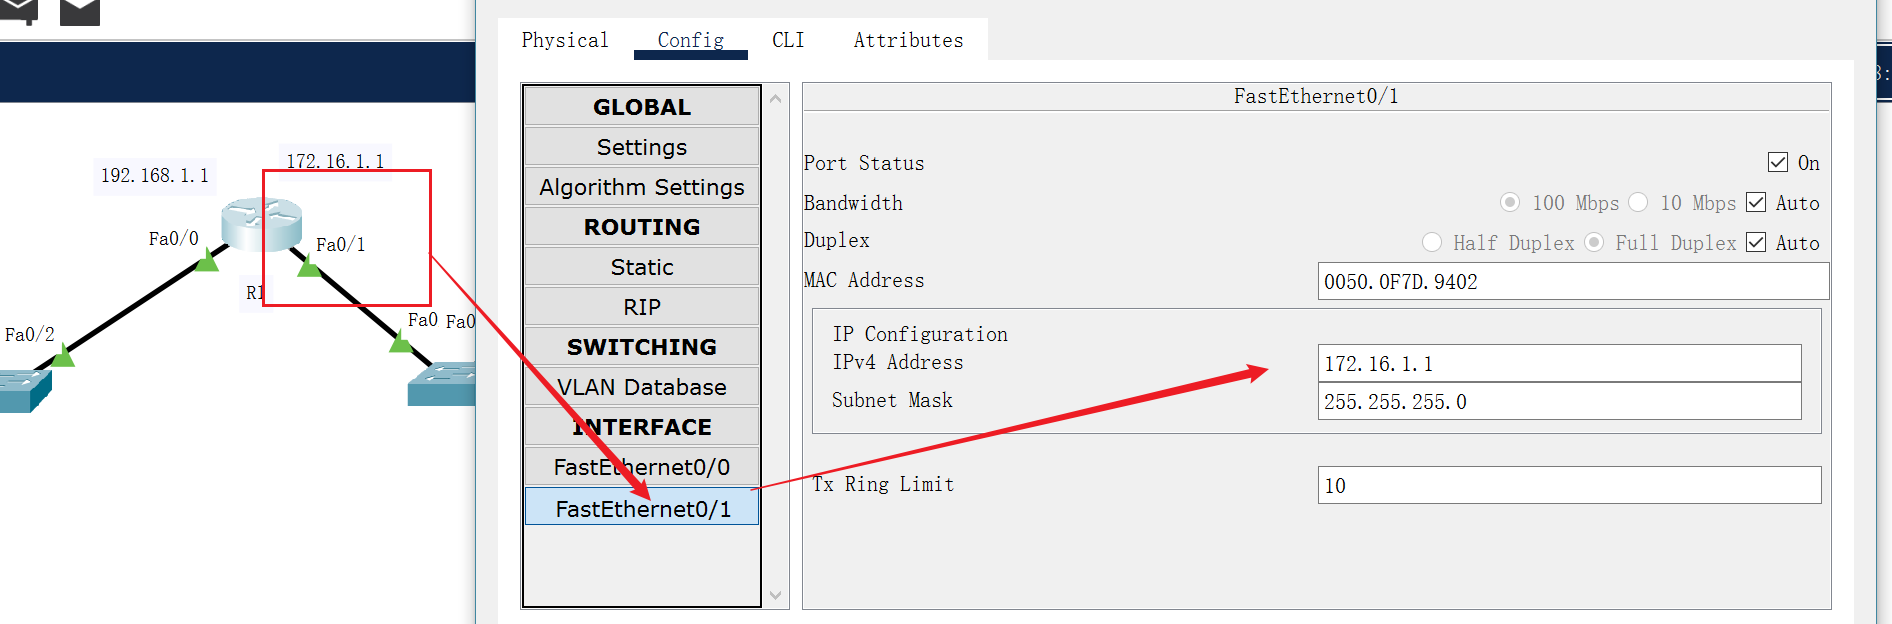 Physical Config CLI Attributes
GLOBAL
Settings
Algorithm Settings
ROUTING
Static
RIP
SWITCHING
VLAN Database
INTERFACE
FastEthernet0/0
FastEthernet0/1
FastEthernet0/1
Port Status On
Bandwidth 100 Mbps 10 Mbps Auto
Duplex Half Duplex Full Duplex Auto
MAC Address 0050.0F7D.9402
IP Configuration
IPv4 Address 172.16.1.1
Subnet Mask 255.255.255.0
Tx Ring Limit 10
172.16.1.1
192.168.1.1
Fa0/0 Fa0/1
R1
Fa0/2 Fa0 Fa0